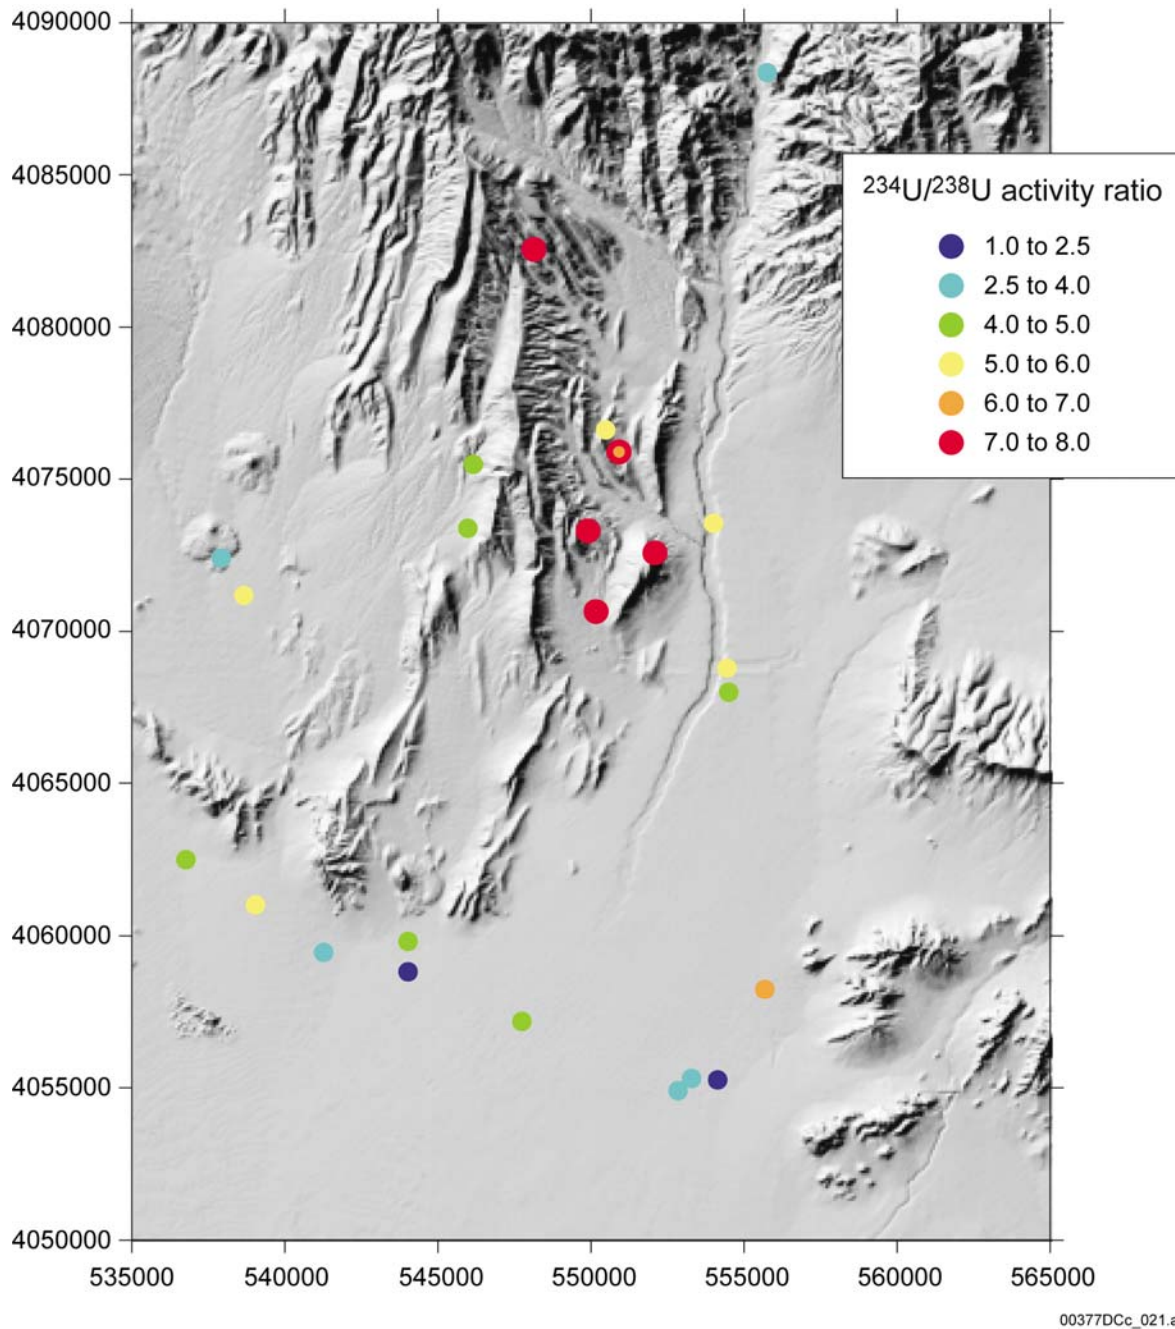 4090000
4085000
²³⁴U/²³⁸U activity ratio
1.0 to 2.5
2.5 to 4.0
4.0 to 5.0
5.0 to 6.0
6.0 to 7.0
7.0 to 8.0
4080000
4075000
4070000
4065000
4060000
4055000
4050000
535000 540000 545000 550000 555000 560000 565000
00377DCc_021.a